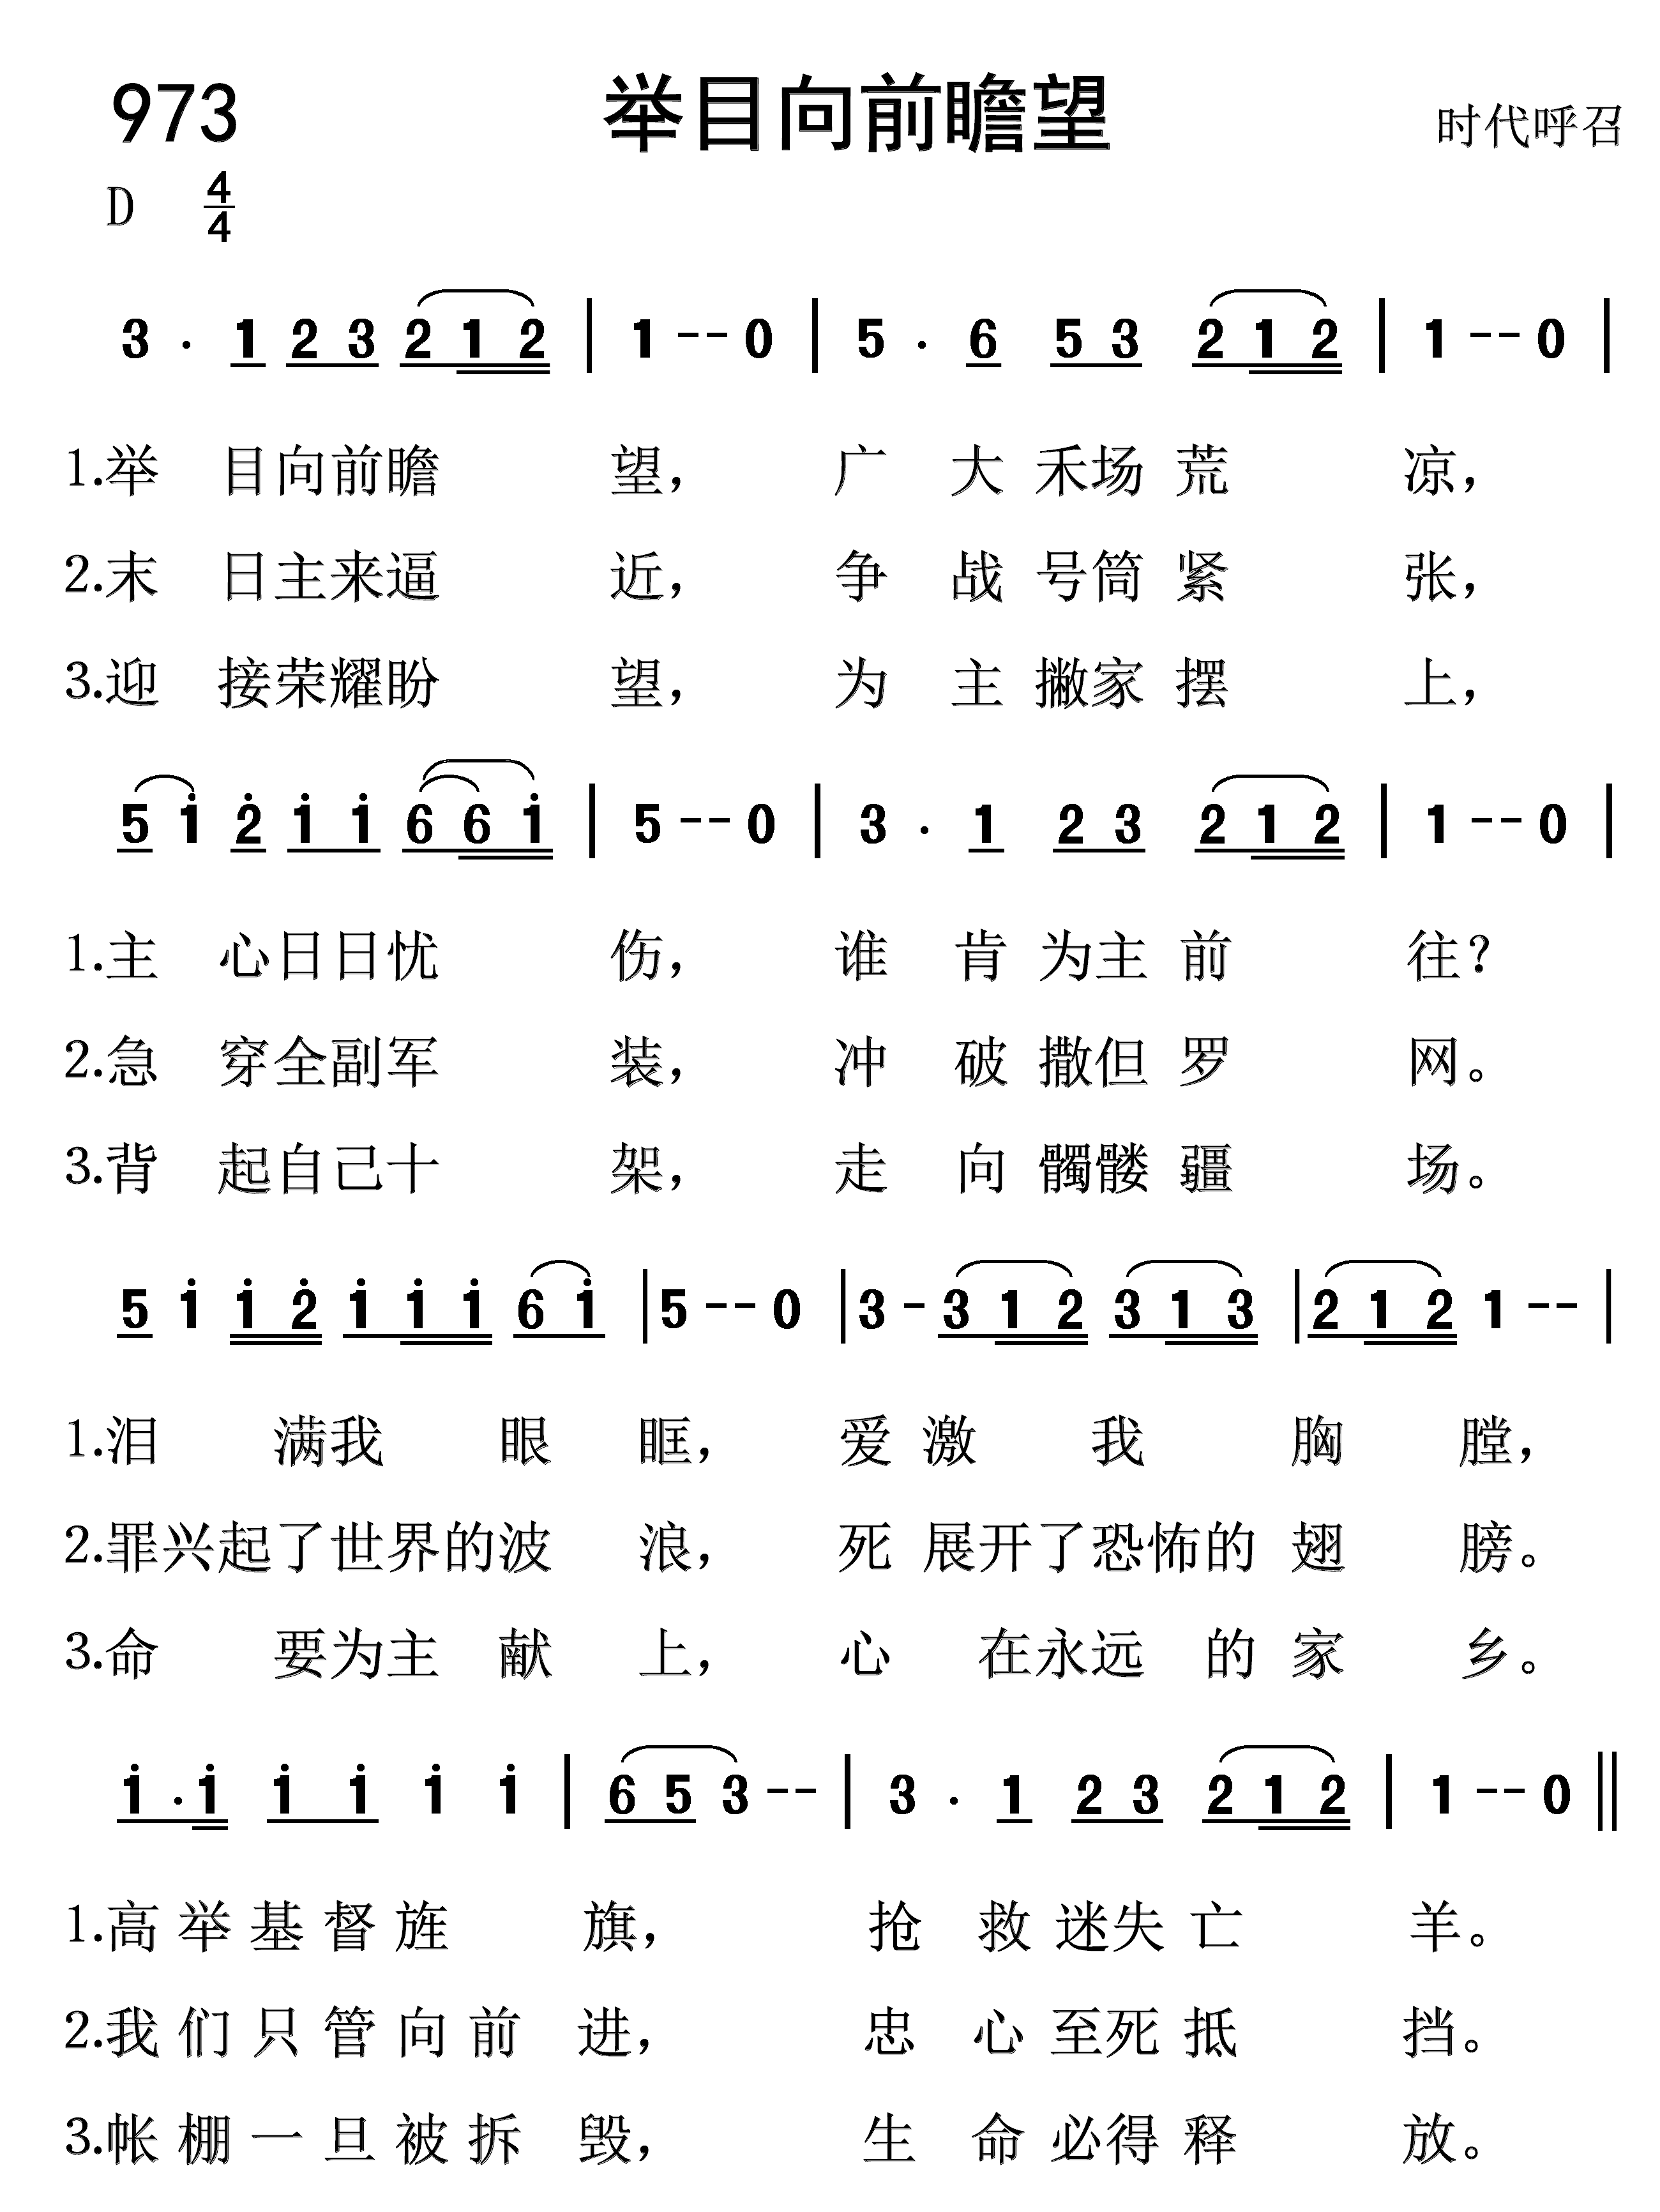 973 举目向前瞻望 时代呼召
D 4/4
3 · 1 2 3 2 1 2 | 1 - - 0 | 5 · 6 5 3 2 1 2 | 1 - - 0 |
1.举 目向前瞻 望， 广 大 禾场 荒 凉，
2.末 日主来逼 近， 争 战 号筒 紧 张，
3.迎 接荣耀盼 望， 为 主 撇家 摆 上，
5 i 2̇ i i 6 6 i | 5 - - 0 | 3 · 1 2 3 2 1 2 | 1 - - 0 |
1.主 心日日忧 伤， 谁 肯 为主 前 往？
2.急 穿全副军 装， 冲 破 撒但 罗 网。
3.背 起自己十 架， 走 向 髑髅 疆 场。
5 i i 2̇ i i i 6 i | 5 - - 0 | 3 - 3 1 2 3 1 3 | 2 1 2 1 - - |
1.泪 满我 眼 眶， 爱 激 我 胸 膛，
2.罪兴起了世界的波 浪， 死 展开了恐怖的 翅 膀。
3.命 要为主 献 上， 心 在永远 的 家 乡。
i · i i i i i | 6 5 3 - - | 3 · 1 2 3 2 1 2 | 1 - - 0 ‖
1.高 举 基 督 旌 旗， 抢 救 迷失 亡 羊。
2.我 们 只 管 向 前 进， 忠 心 至死 抵 挡。
3.帐 棚 一 旦 被 拆 毁， 生 命 必得 释 放。